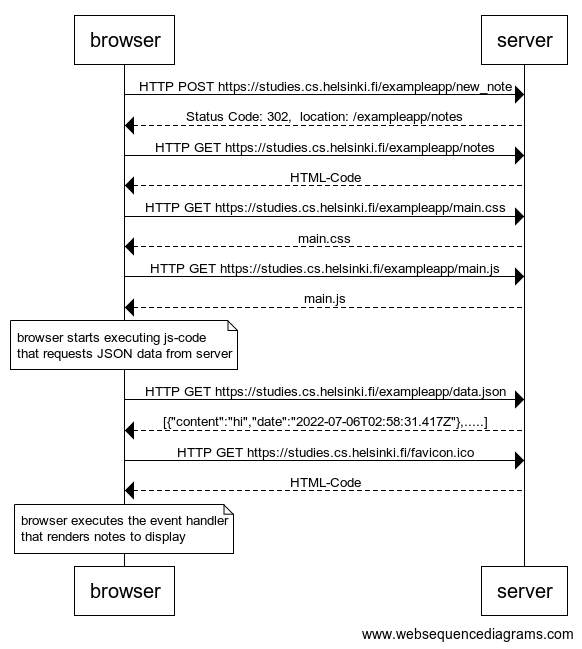 browser
server
HTTP POST https://studies.cs.helsinki.fi/exampleapp/new_note
Status Code: 302, location: /exampleapp/notes
HTTP GET https://studies.cs.helsinki.fi/exampleapp/notes
HTML-Code
HTTP GET https://studies.cs.helsinki.fi/exampleapp/main.css
main.css
HTTP GET https://studies.cs.helsinki.fi/exampleapp/main.js
main.js
browser starts executing js-code
that requests JSON data from server
HTTP GET https://studies.cs.helsinki.fi/exampleapp/data.json
[{"content":"hi","date":"2022-07-06T02:58:31.417Z"},.....]
HTTP GET https://studies.cs.helsinki.fi/favicon.ico
HTML-Code
browser executes the event handler
that renders notes to display
browser
server
www.websequencediagrams.com